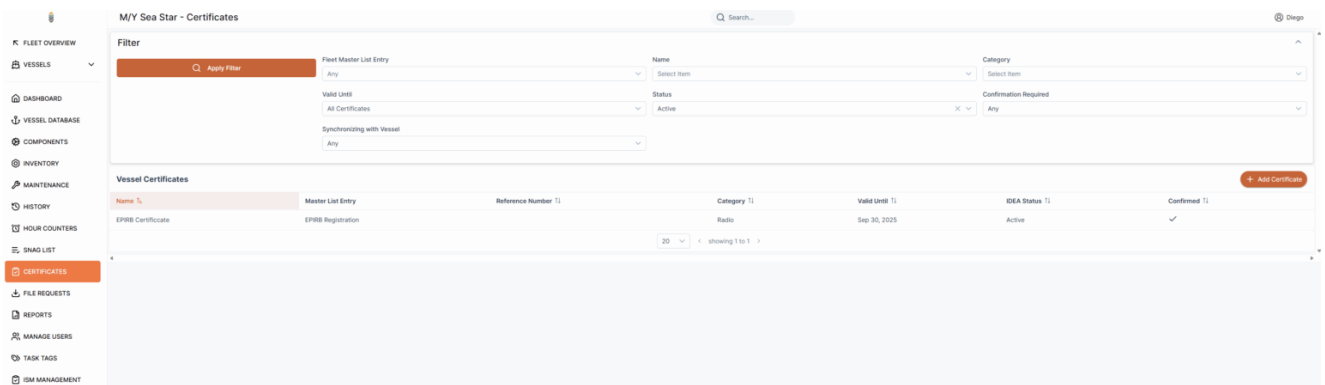 M/Y Sea Star - Certificates
Search...
Diego
FLEET OVERVIEW
VESSELS
DASHBOARD
VESSEL DATABASE
COMPONENTS
INVENTORY
MAINTENANCE
HISTORY
HOUR COUNTERS
SNAG LIST
CERTIFICATES
FILE REQUESTS
REPORTS
MANAGE USERS
TASK TAGS
ISM MANAGEMENT
Filter
Apply Filter
Fleet Master List Entry
Any
Name
Select Item
Category
Select Item
Valid Until
All Certificates
Status
Active
Confirmation Required
Any
Synchronizing with Vessel
Any
Vessel Certificates
+ Add Certificate
Name Master List Entry Reference Number Category Valid Until IDEA Status Confirmed
EPIRB Certificcate EPIRB Registration Radio Sep 30, 2025 Active
20 < showing 1 to 1 >